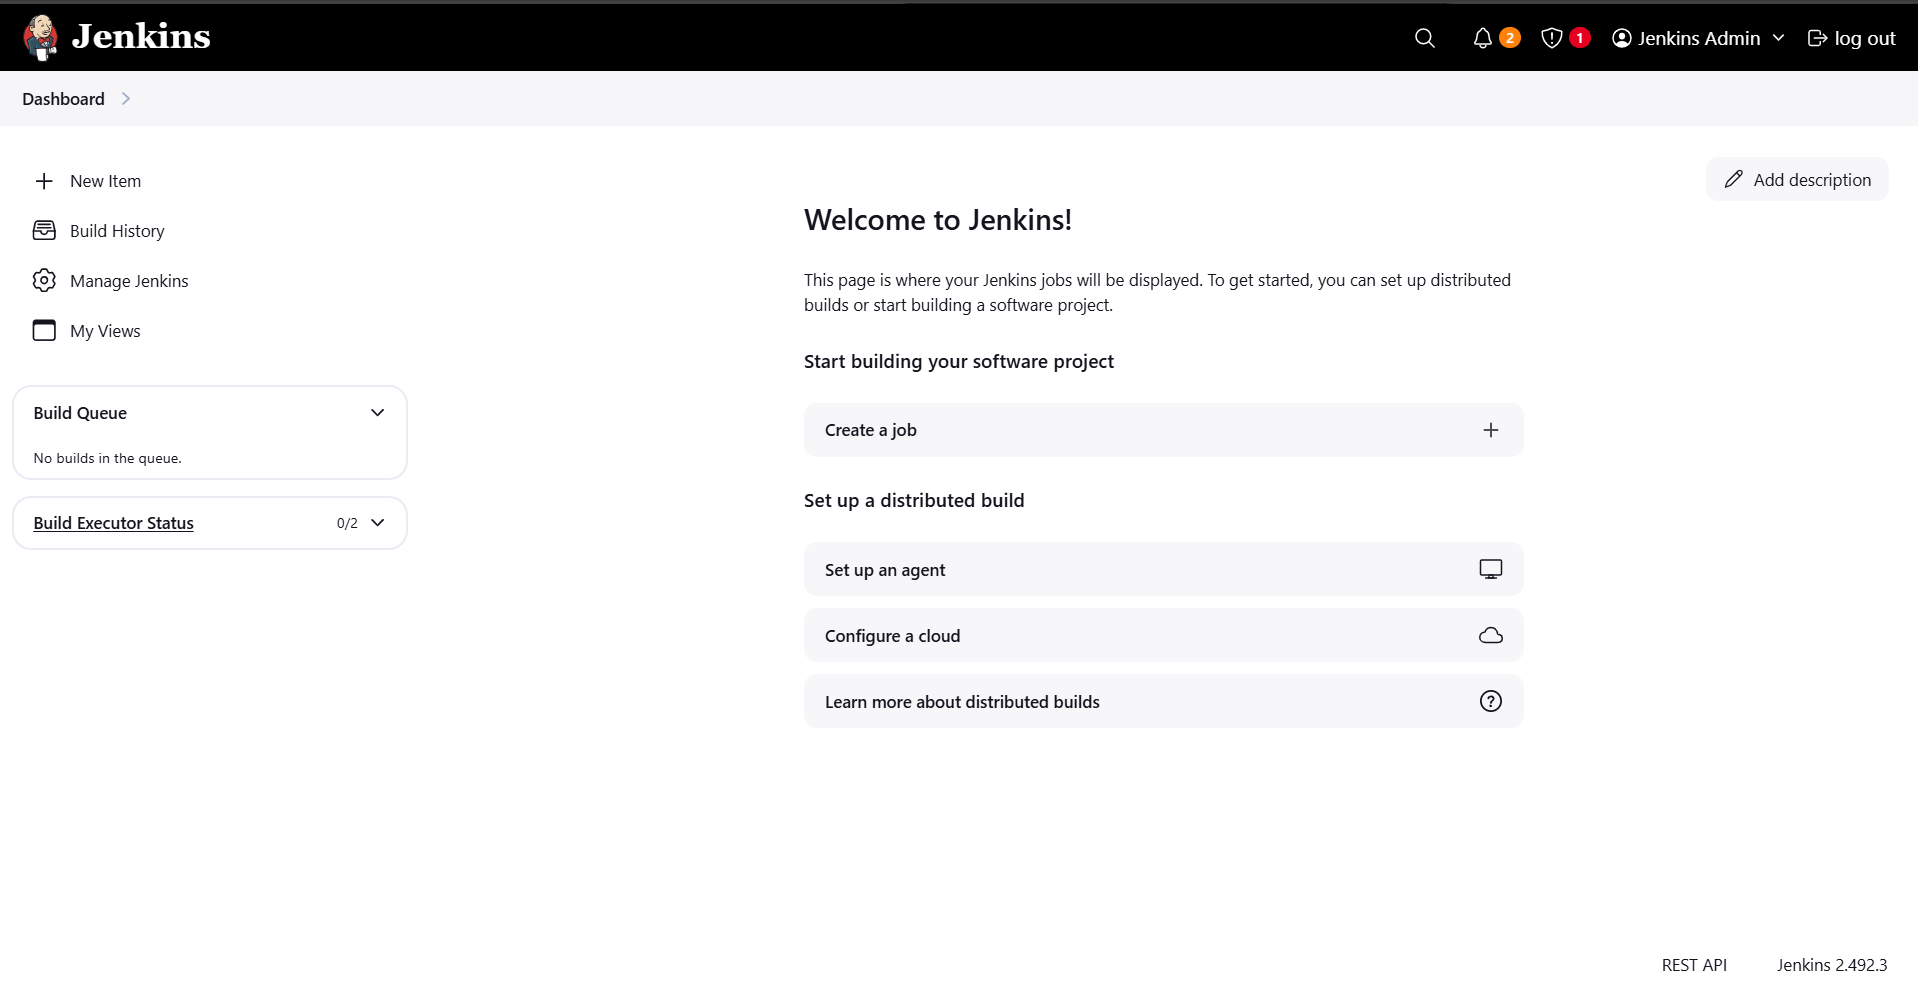 Jenkins
2
1
Jenkins Admin
log out
Dashboard
New Item
Build History
Manage Jenkins
My Views
Build Queue
No builds in the queue.
Build Executor Status
0/2
Add description
Welcome to Jenkins!
This page is where your Jenkins jobs will be displayed. To get started, you can set up distributed
builds or start building a software project.
Start building your software project
Create a job
Set up a distributed build
Set up an agent
Configure a cloud
Learn more about distributed builds
REST API
Jenkins 2.492.3